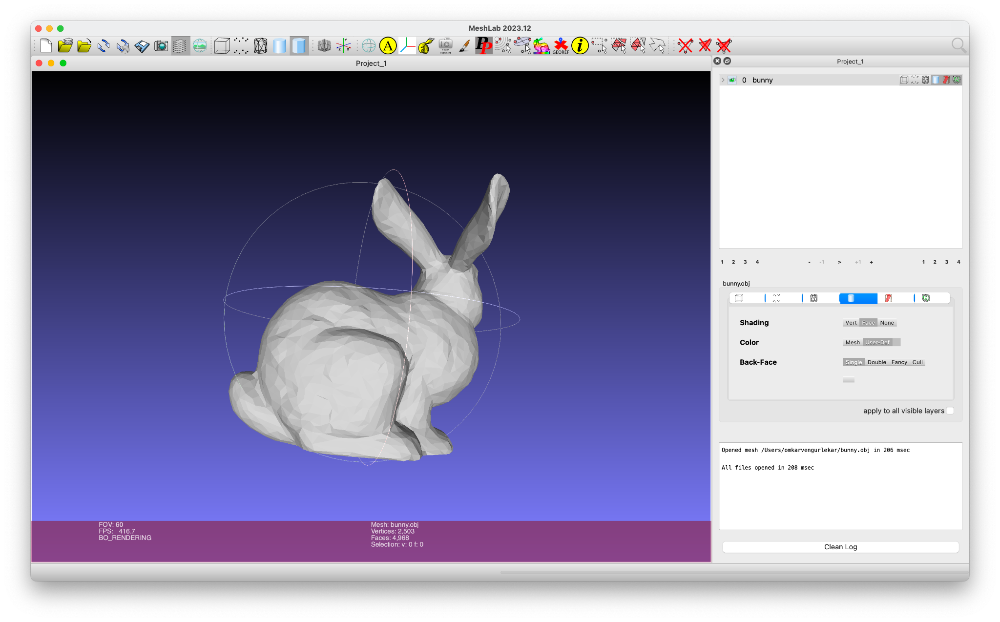 MeshLab 2023.12
A
PP
GEOREF
i
Project_1
Project_1
0 bunny
1 2 3 4 - -1 > +1 + 1 2 3 4
bunny.obj
Shading Vert Face None
Color Mesh User-Def
Back-Face Single Double Fancy Cull
apply to all visible layers
Opened mesh /Users/omkarvengurlekar/bunny.obj in 206 msec
All files opened in 208 msec
Clean Log
FOV: 60
FPS: 416.7
BO_RENDERING
Mesh: bunny.obj
Vertices: 2,503
Faces: 4,968
Selection: v: 0 f: 0